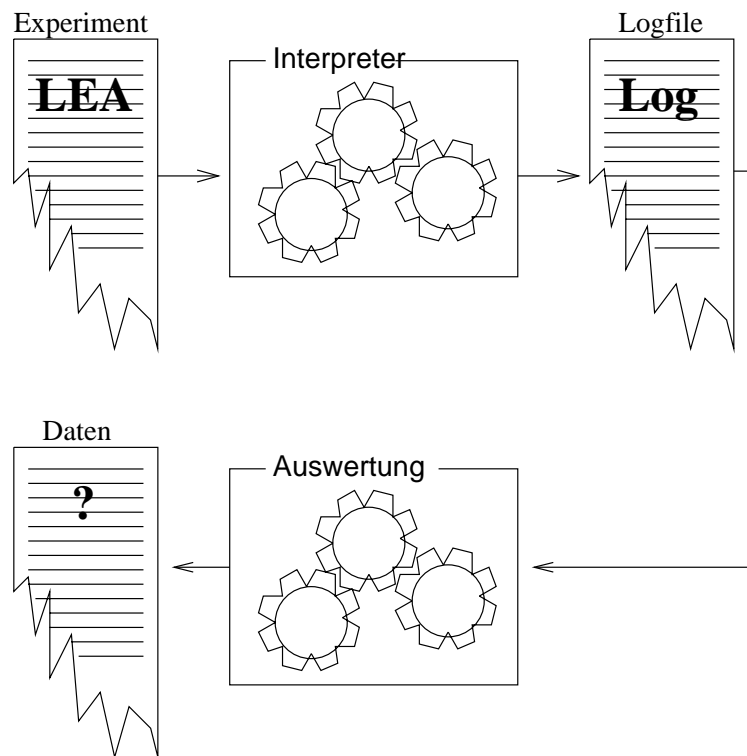 Experiment
LEA
Interpreter
Logfile
Log
Daten
?
Auswertung